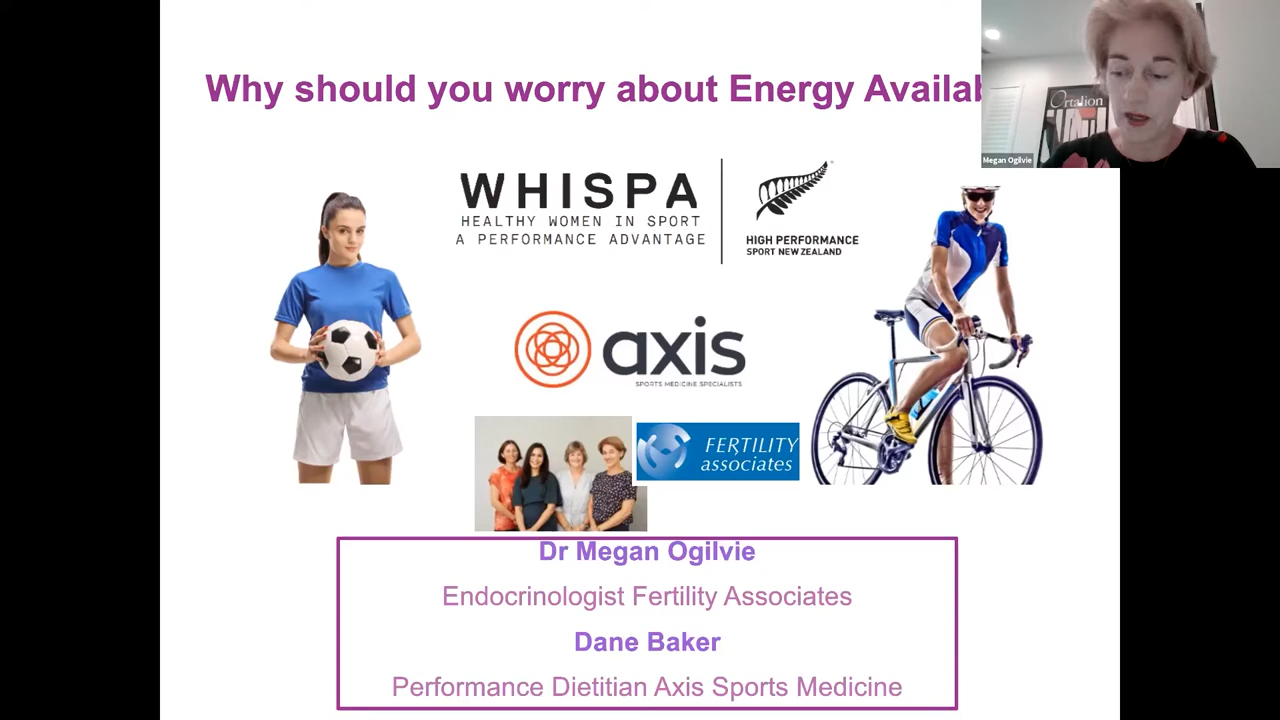 Why should you worry about Energy Availab
Ortalion
Megan Ogilvie
WHISPA
HEALTHY WOMEN IN SPORT
A PERFORMANCE ADVANTAGE
HIGH PERFORMANCE
SPORT NEW ZEALAND
axis
SPORTS MEDICINE SPECIALISTS
FERTILITY
associates
Dr Megan Ogilvie
Endocrinologist Fertility Associates
Dane Baker
Performance Dietitian Axis Sports Medicine